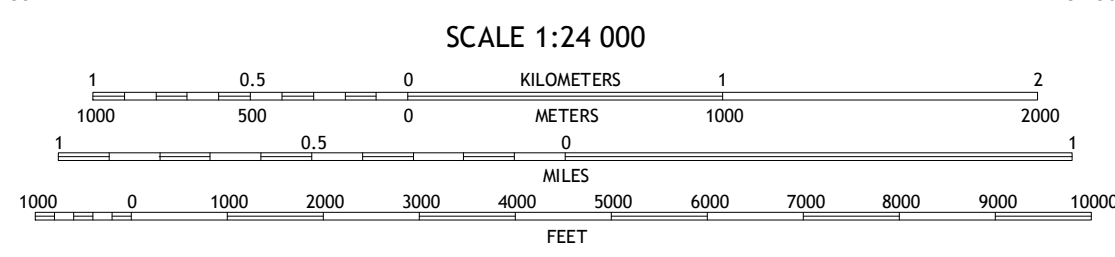 SCALE 1:24 000
1 0.5 0 KILOMETERS 1 2
1000 500 0 METERS 1000 2000
1 0.5 0 1
MILES
1000 0 1000 2000 3000 4000 5000 6000 7000 8000 9000 10000
FEET